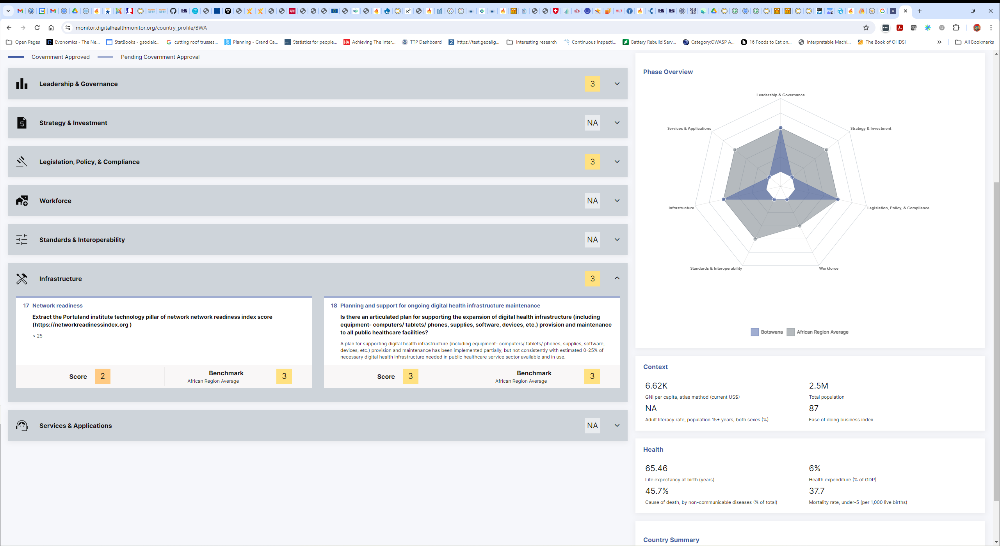 monitor.digitalhealthmonitor.org/country_profile/BWA
Open Pages
Evonomics - The Ne...
StatBooks - gsocialc...
cutting roof trusses...
Planning - Grand Ca...
Statistics for people...
Achieving The Inter...
TTP Dashboard
https://test.geoalig...
Interesting research
Continuous Inspecti...
Battery Rebuild Serv...
Category:OWASP A...
16 Foods to Eat on...
Interpretable Machi...
The Book of OHDSI
All Bookmarks
Government Approved
Pending Government Approval
Leadership & Governance
3
Strategy & Investment
NA
Legislation, Policy, & Compliance
3
Workforce
NA
Standards & Interoperability
NA
Infrastructure
3
17 Network readiness
Extract the Portuland institute technology pillar of network network readiness index score
(https://networkreadinessindex.org )
< 25
Score 2
Benchmark
African Region Average
3
18 Planning and support for ongoing digital health infrastructure maintenance
Is there an articulated plan for supporting the expansion of digital health infrastructure (including
equipment- computers/ tablets/ phones, supplies, software, devices, etc.) provision and maintenance
to all public healthcare facilities?
A plan for supporting digital health infrastructure (including equipment- computers/ tablets/ phones, supplies, software,
devices, etc.) provision and maintenance has been implemented partially, but not consistently with estimated 0-25% of
necessary digital health infrastructure needed in public healthcare service sector available and in use.
Score 3
Benchmark
African Region Average
3
Services & Applications
NA
Phase Overview
Leadership & Governance
Services & Applications
Strategy & Investment
Infrastructure
Legislation, Policy, & Compliance
Standards & Interoperability
Workforce
Botswana
African Region Average
Context
6.62K
GNI per capita, atlas method (current US$)
2.5M
Total population
NA
Adult literacy rate, population 15+ years, both sexes (%)
87
Ease of doing business index
Health
65.46
Life expectancy at birth (years)
6%
Health expenditure (% of GDP)
45.7%
Cause of death, by non-communicable diseases (% of total)
37.7
Mortality rate, under-5 (per 1,000 live births)
Country Summary